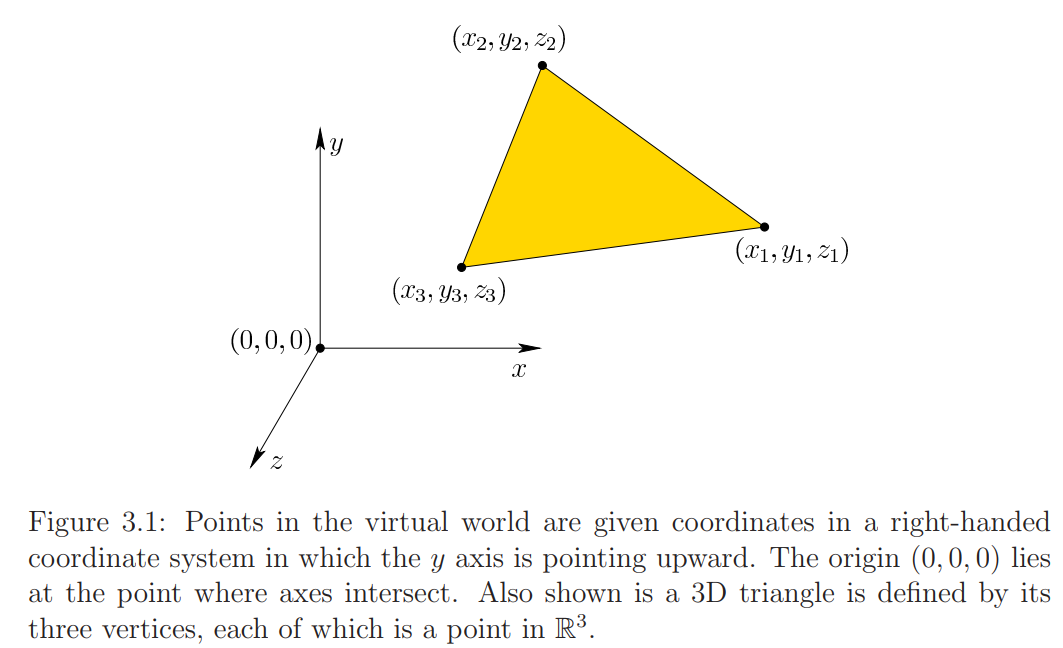 (x₂, y₂, z₂)
y
(x₁, y₁, z₁)
(x₃, y₃, z₃)
(0, 0, 0)
x
z
Figure 3.1: Points in the virtual world are given coordinates in a right-handed
coordinate system in which the y axis is pointing upward. The origin (0, 0, 0) lies
at the point where axes intersect. Also shown is a 3D triangle is defined by its
three vertices, each of which is a point in ℝ³.